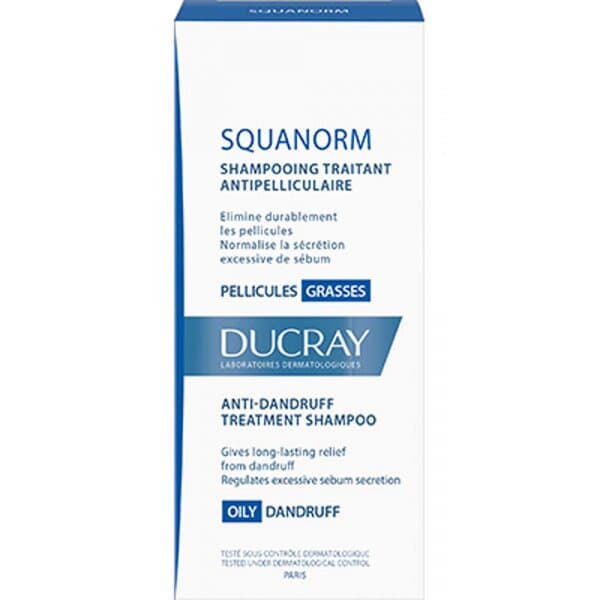 SQUANORM
SQUANORM
SHAMPOOING TRAITANT
ANTIPELLICULAIRE
Elimine durablement
les pellicules
Normalise la sécrétion
excessive de sébum
PELLICULES GRASSES
DUCRAY
LABORATOIRES DERMATOLOGIQUES
ANTI-DANDRUFF
TREATMENT SHAMPOO
Gives long-lasting relief
from dandruff
Regulates excessive sebum secretion
OILY DANDRUFF
TESTÉ SOUS CONTRÔLE DERMATOLOGIQUE
TESTED UNDER DERMATOLOGICAL CONTROL
PARIS